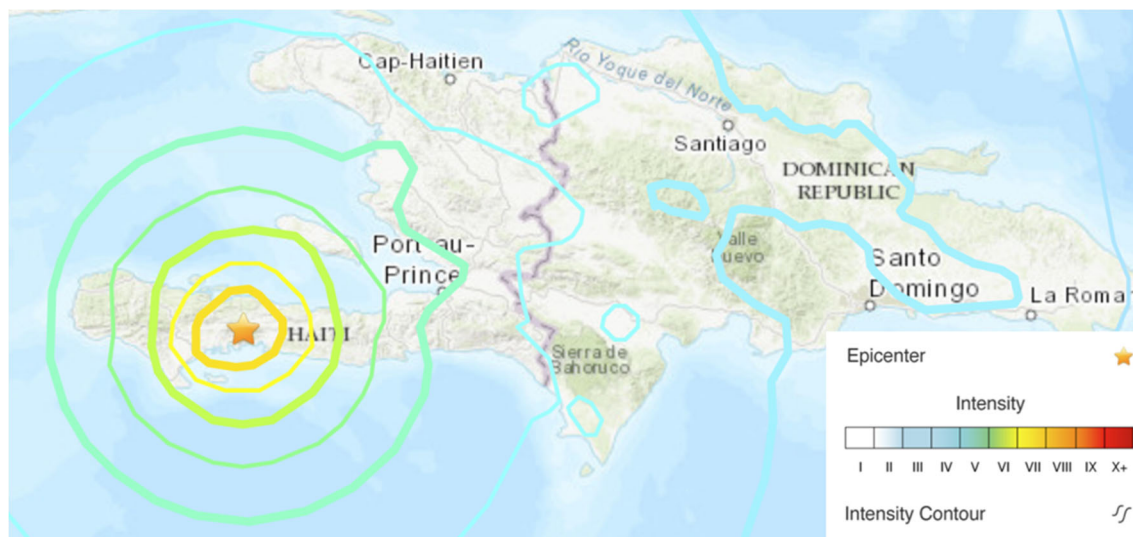 Cap-Haitien
Rio Yoque del Norte
Santiago
DOMINICAN
REPUBLIC
Port-au-
Prince
Valle
Nuevo
Santo
Domingo
La Roma
HAITI
Sierra de
Bahoruco
Epicenter
Intensity
I II III IV V VI VII VIII IX X+
Intensity Contour